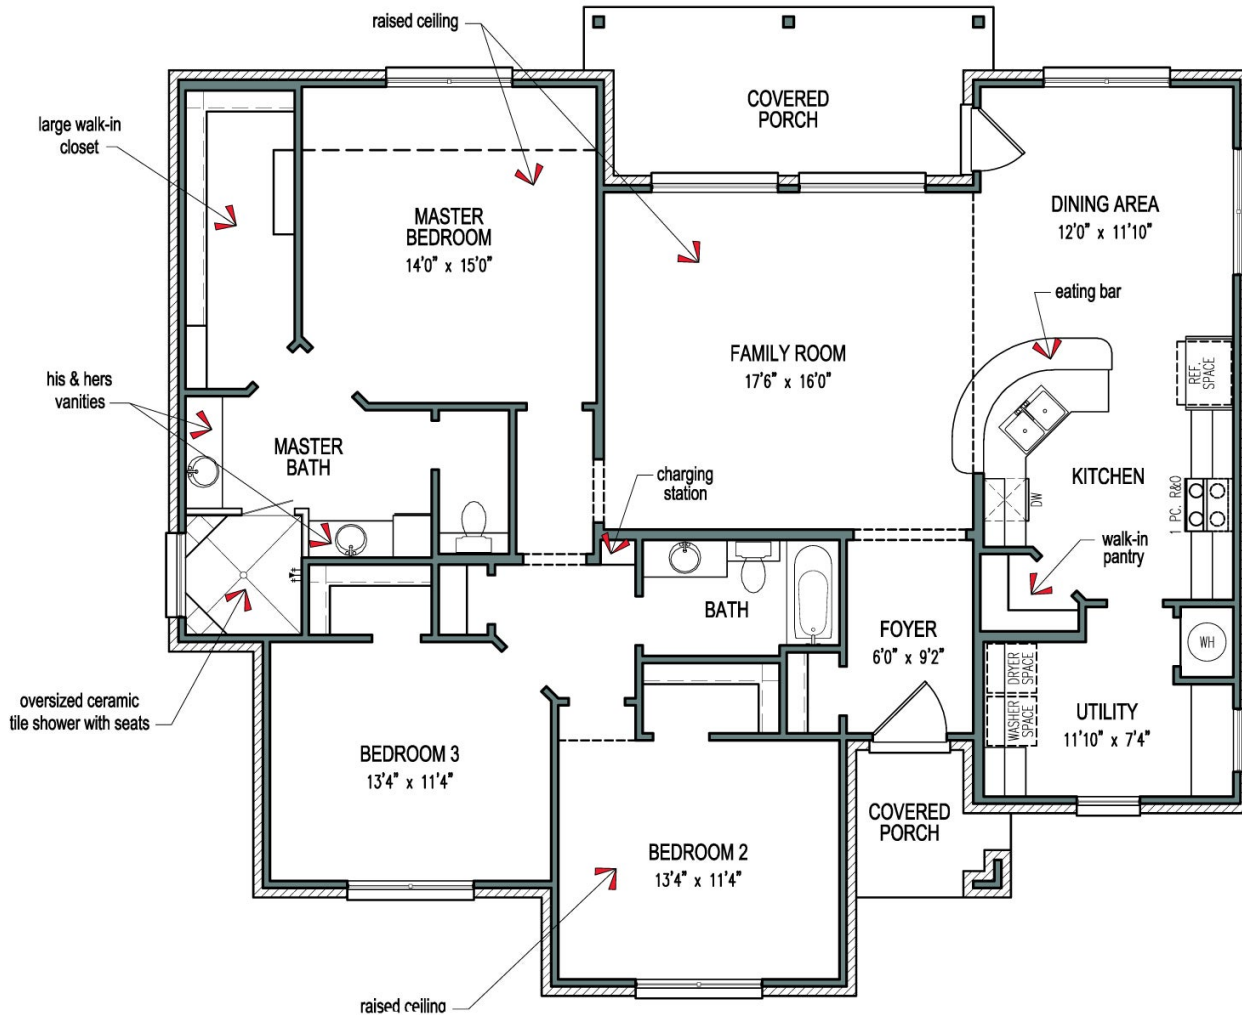 raised ceiling
COVERED
PORCH
large walk-in
closet
MASTER
BEDROOM
14'0" x 15'0"
DINING AREA
12'0" x 11'10"
eating bar
FAMILY ROOM
17'6" x 16'0"
REF.
SPACE
his & hers
vanities
MASTER
BATH
charging
station
KITCHEN
DW
1 PC. R&O
walk-in
pantry
BATH
FOYER
6'0" x 9'2"
WH
DRYER
SPACE
WASHER
SPACE
oversized ceramic
tile shower with seats
UTILITY
11'10" x 7'4"
BEDROOM 3
13'4" x 11'4"
COVERED
PORCH
BEDROOM 2
13'4" x 11'4"
raised ceiling